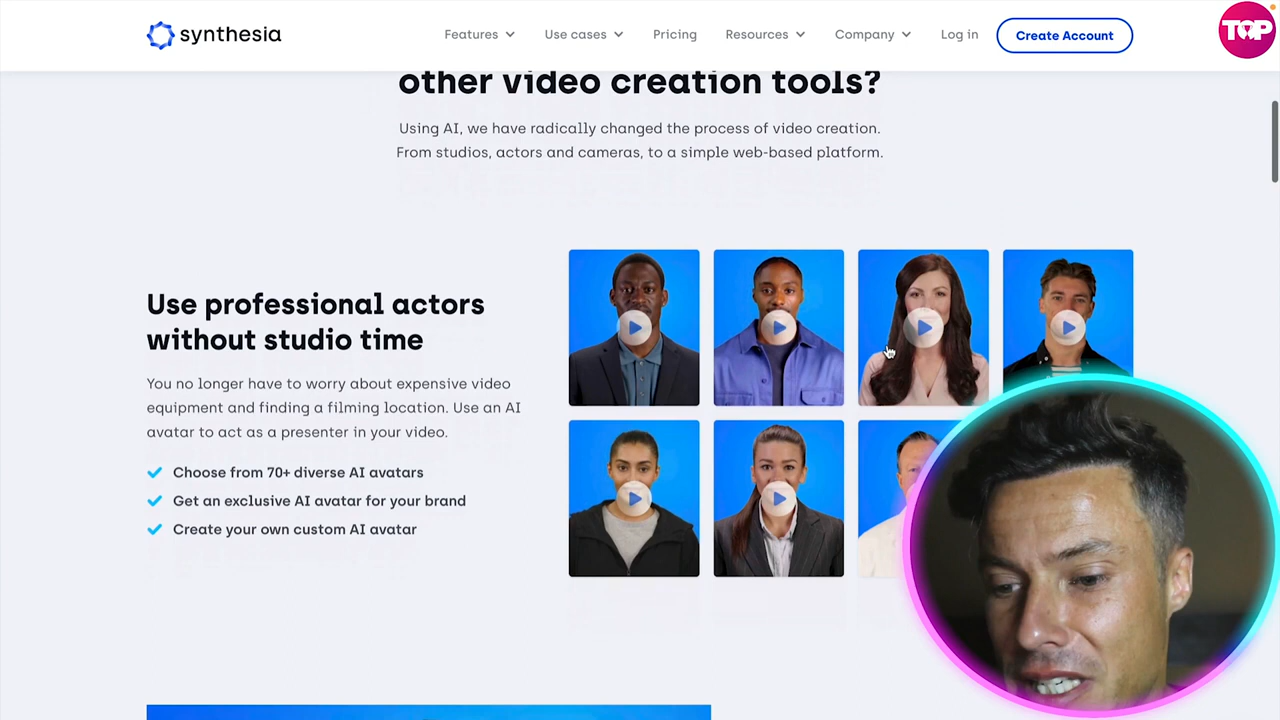 synthesia
Features
Use cases
Pricing
Resources
Company
Log in
Create Account
TOP
other video creation tools?
Using AI, we have radically changed the process of video creation.
From studios, actors and cameras, to a simple web-based platform.
Use professional actors
without studio time
You no longer have to worry about expensive video
equipment and finding a filming location. Use an AI
avatar to act as a presenter in your video.
Choose from 70+ diverse AI avatars
Get an exclusive AI avatar for your brand
Create your own custom AI avatar